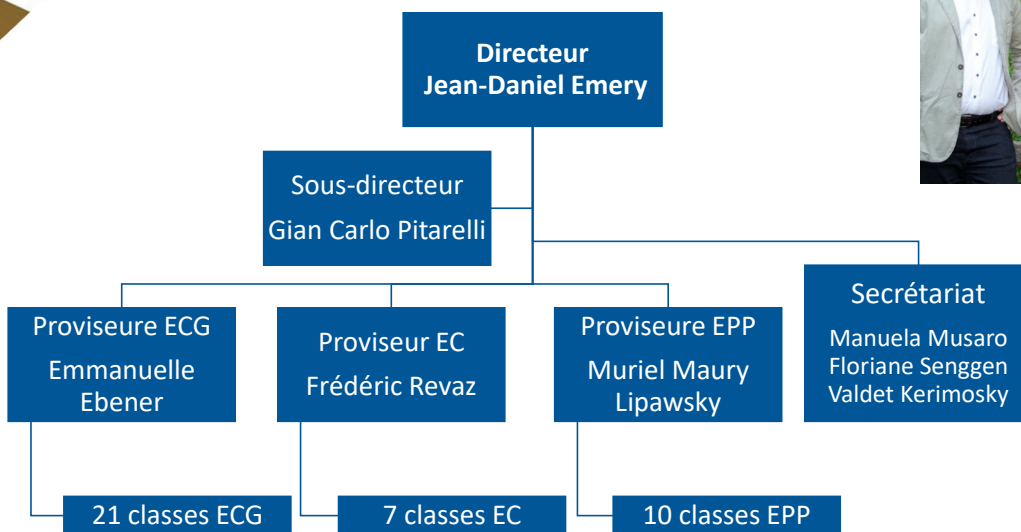 Directeur
Jean-Daniel Emery
Sous-directeur
Gian Carlo Pitarelli
Proviseure ECG
Emmanuelle
Ebener
Proviseur EC
Frédéric Revaz
Proviseure EPP
Muriel Maury
Lipawsky
Secrétariat
Manuela Musaro
Floriane Senggen
Valdet Kerimosky
21 classes ECG
7 classes EC
10 classes EPP